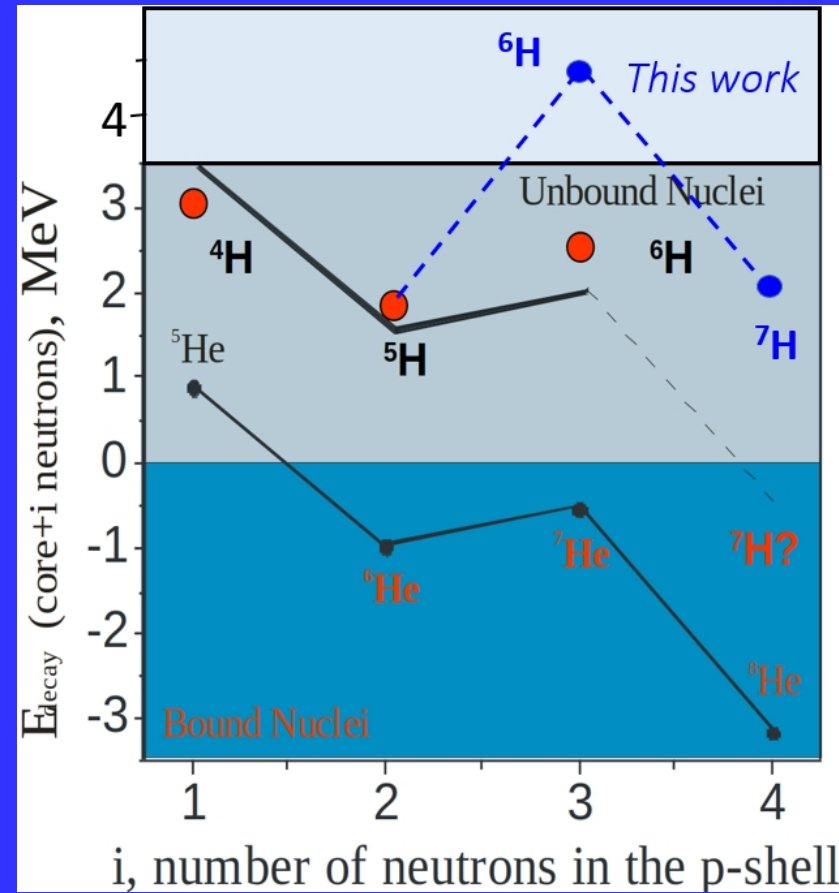 ⁶H
This work
4
Unbound Nuclei
3
⁴H
⁶H
2
⁵He
⁵H
⁷H
1
0
-1
⁷H?
⁷He
⁶He
-2
⁸He
-3
Bound Nuclei
E decay (core+i neutrons), MeV
1 2 3 4
i, number of neutrons in the p-shell